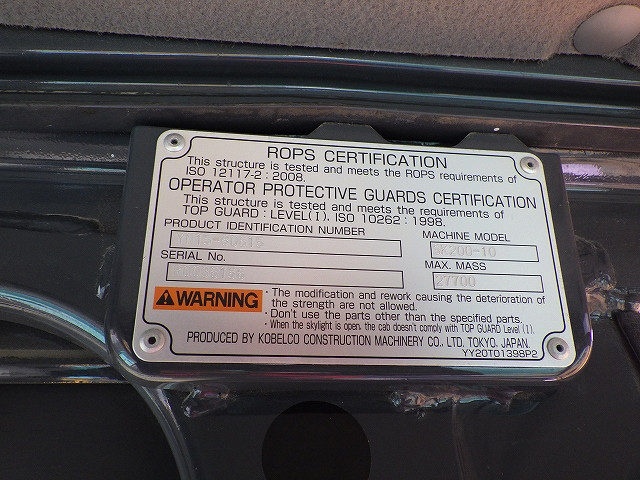 ROPS CERTIFICATION
This structure is tested and meets the ROPS requirements of
ISO 12117-2 : 2008.
OPERATOR PROTECTIVE GUARDS CERTIFICATION
This structure is tested and meets the requirements of
TOP GUARD : LEVEL(I), ISO 10262 : 1998.
PRODUCT IDENTIFICATION NUMBER
MACHINE MODEL
200-10
SERIAL No.
MAX. MASS
27700
WARNING
· The modification and rework causing the deterioration of
the strength are not allowed.
· Don't use the parts other than the specified parts.
· When the skylight is open, the cab doesn't comply with TOP GUARD Level (I).
PRODUCED BY KOBELCO CONSTRUCTION MACHINERY CO., LTD. TOKYO, JAPAN.
YY20T01398P2